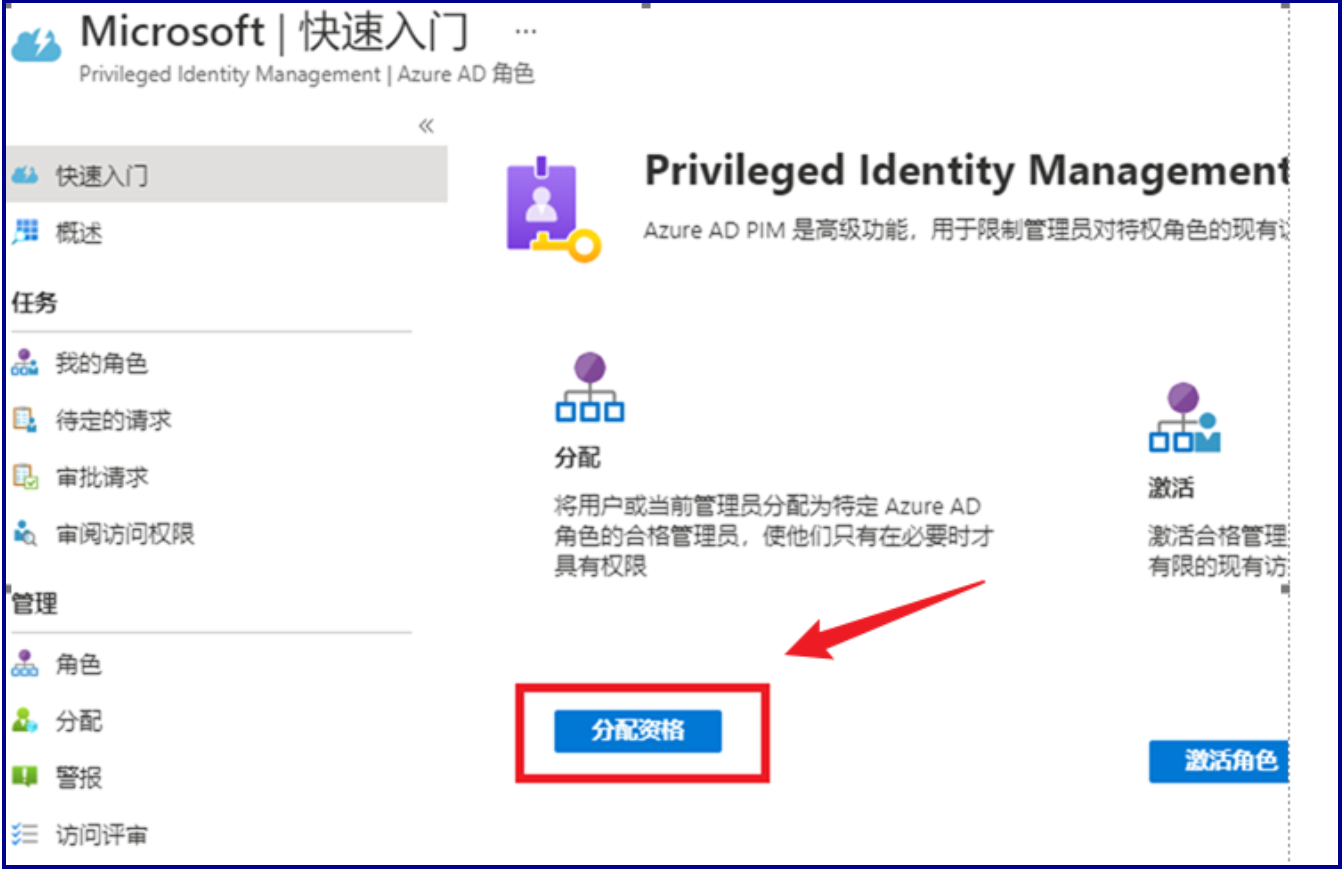 Microsoft | 快速入门 ...
Privileged Identity Management | Azure AD 角色
«
快速入门
概述
任务
我的角色
待定的请求
审批请求
审阅访问权限
管理
角色
分配
警报
访问评审
Privileged Identity Management
Azure AD PIM 是高级功能，用于限制管理员对特权角色的现有
分配
将用户或当前管理员分配为特定 Azure AD
角色的合格管理员，使他们只有在必要时才
具有权限
分配资格
激活
激活合格管理
有限的现有访
激活角色